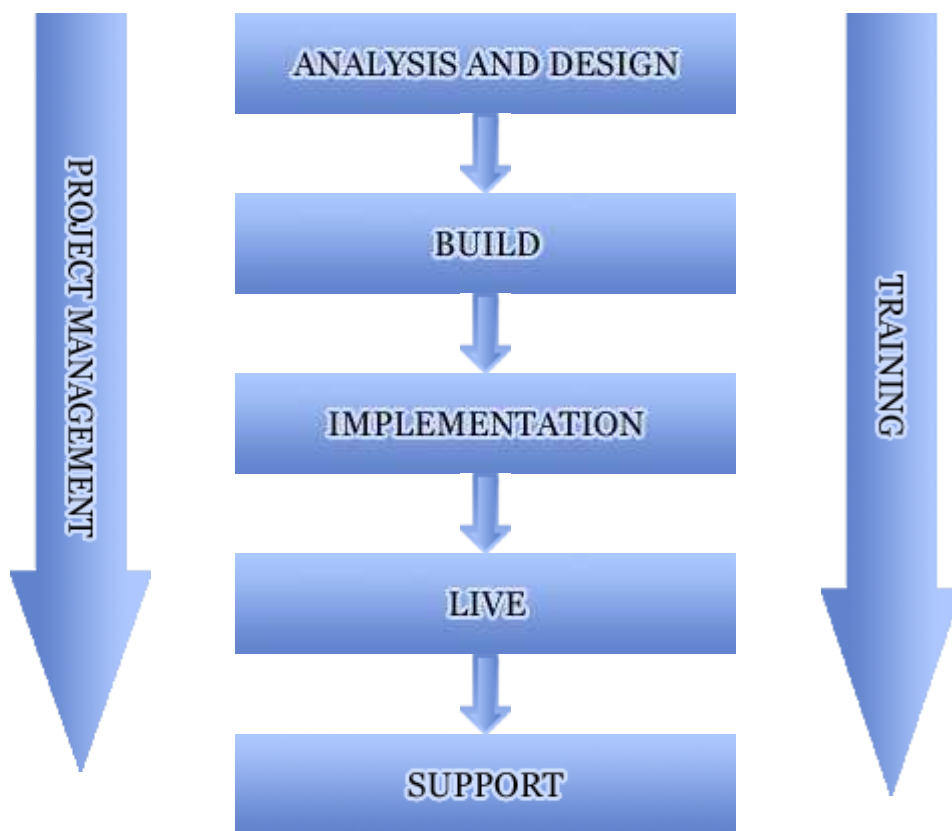 ANALYSIS AND DESIGN
PROJECT MANAGEMENT
BUILD
TRAINING
IMPLEMENTATION
LIVE
SUPPORT